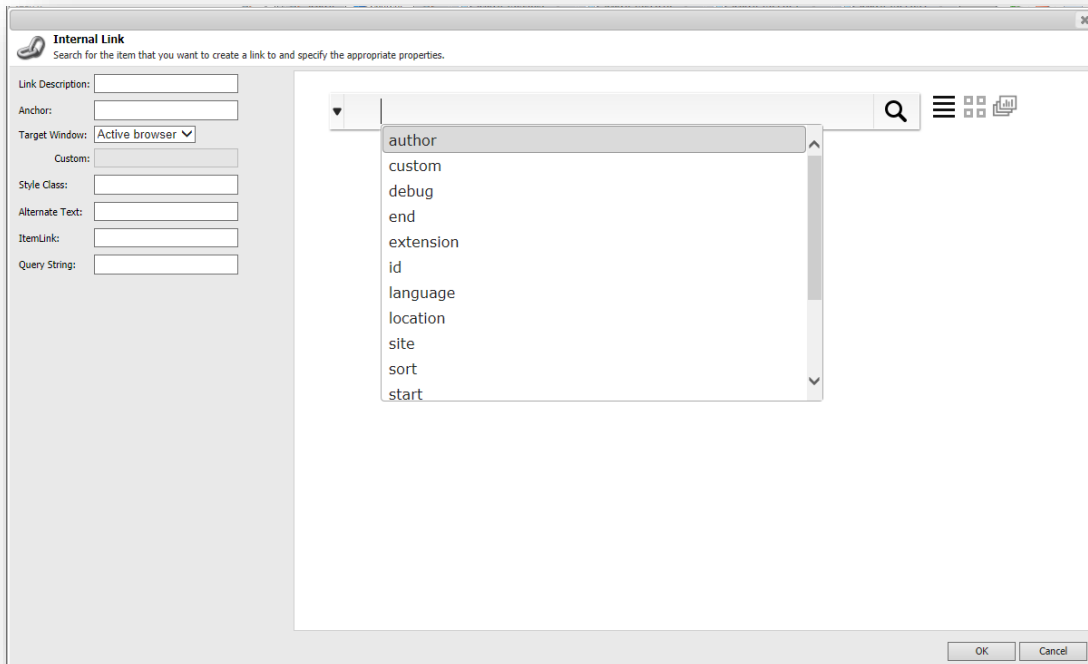 Internal Link
Search for the item that you want to create a link to and specify the appropriate properties.
Link Description:
Anchor:
Target Window: Active browser
Custom:
Style Class:
Alternate Text:
ItemLink:
Query String:
author
custom
debug
end
extension
id
language
location
site
sort
start
OK Cancel